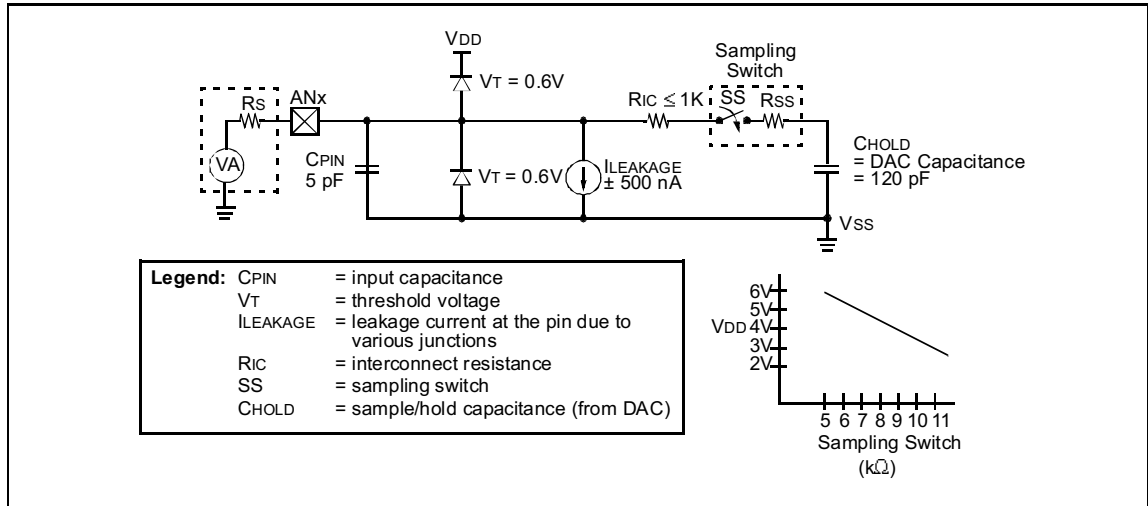 VDD
Sampling
Switch
VT = 0.6V
RS
ANx
RIC ≤ 1K
SS
RSS
VA
CPIN
5 pF
VT = 0.6V
ILEAKAGE
± 500 nA
CHOLD
= DAC Capacitance
= 120 pF
VSS
Legend: CPIN = input capacitance
VT = threshold voltage
ILEAKAGE = leakage current at the pin due to
various junctions
RIC = interconnect resistance
SS = sampling switch
CHOLD = sample/hold capacitance (from DAC)
6V
5V
VDD 4V
3V
2V
5 6 7 8 9 10 11
Sampling Switch
(kΩ)